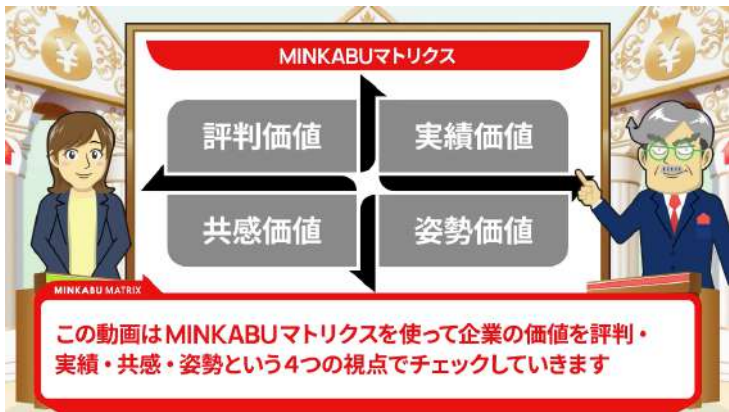 MINKABUマトリクス
評判価値
実績価値
共感価値
姿勢価値
MINKABU MATRIX
この動画はMINKABUマトリクスを使って企業の価値を評判・
実績・共感・姿勢という4つの視点でチェックしていきます